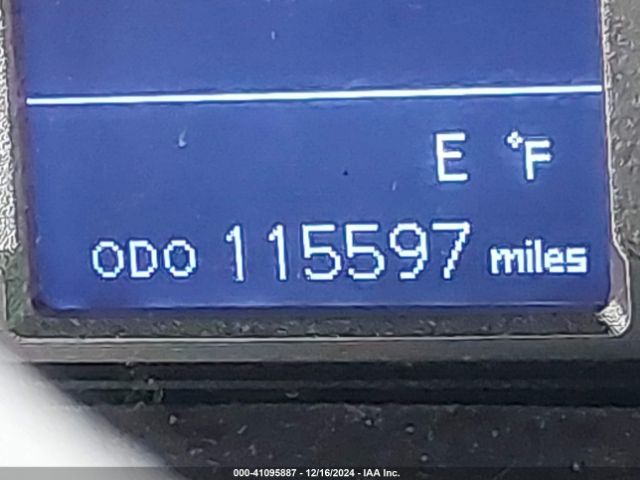 E °F
ODO 115597 miles
000-41095887 - 12/16/2024 - IAA Inc.